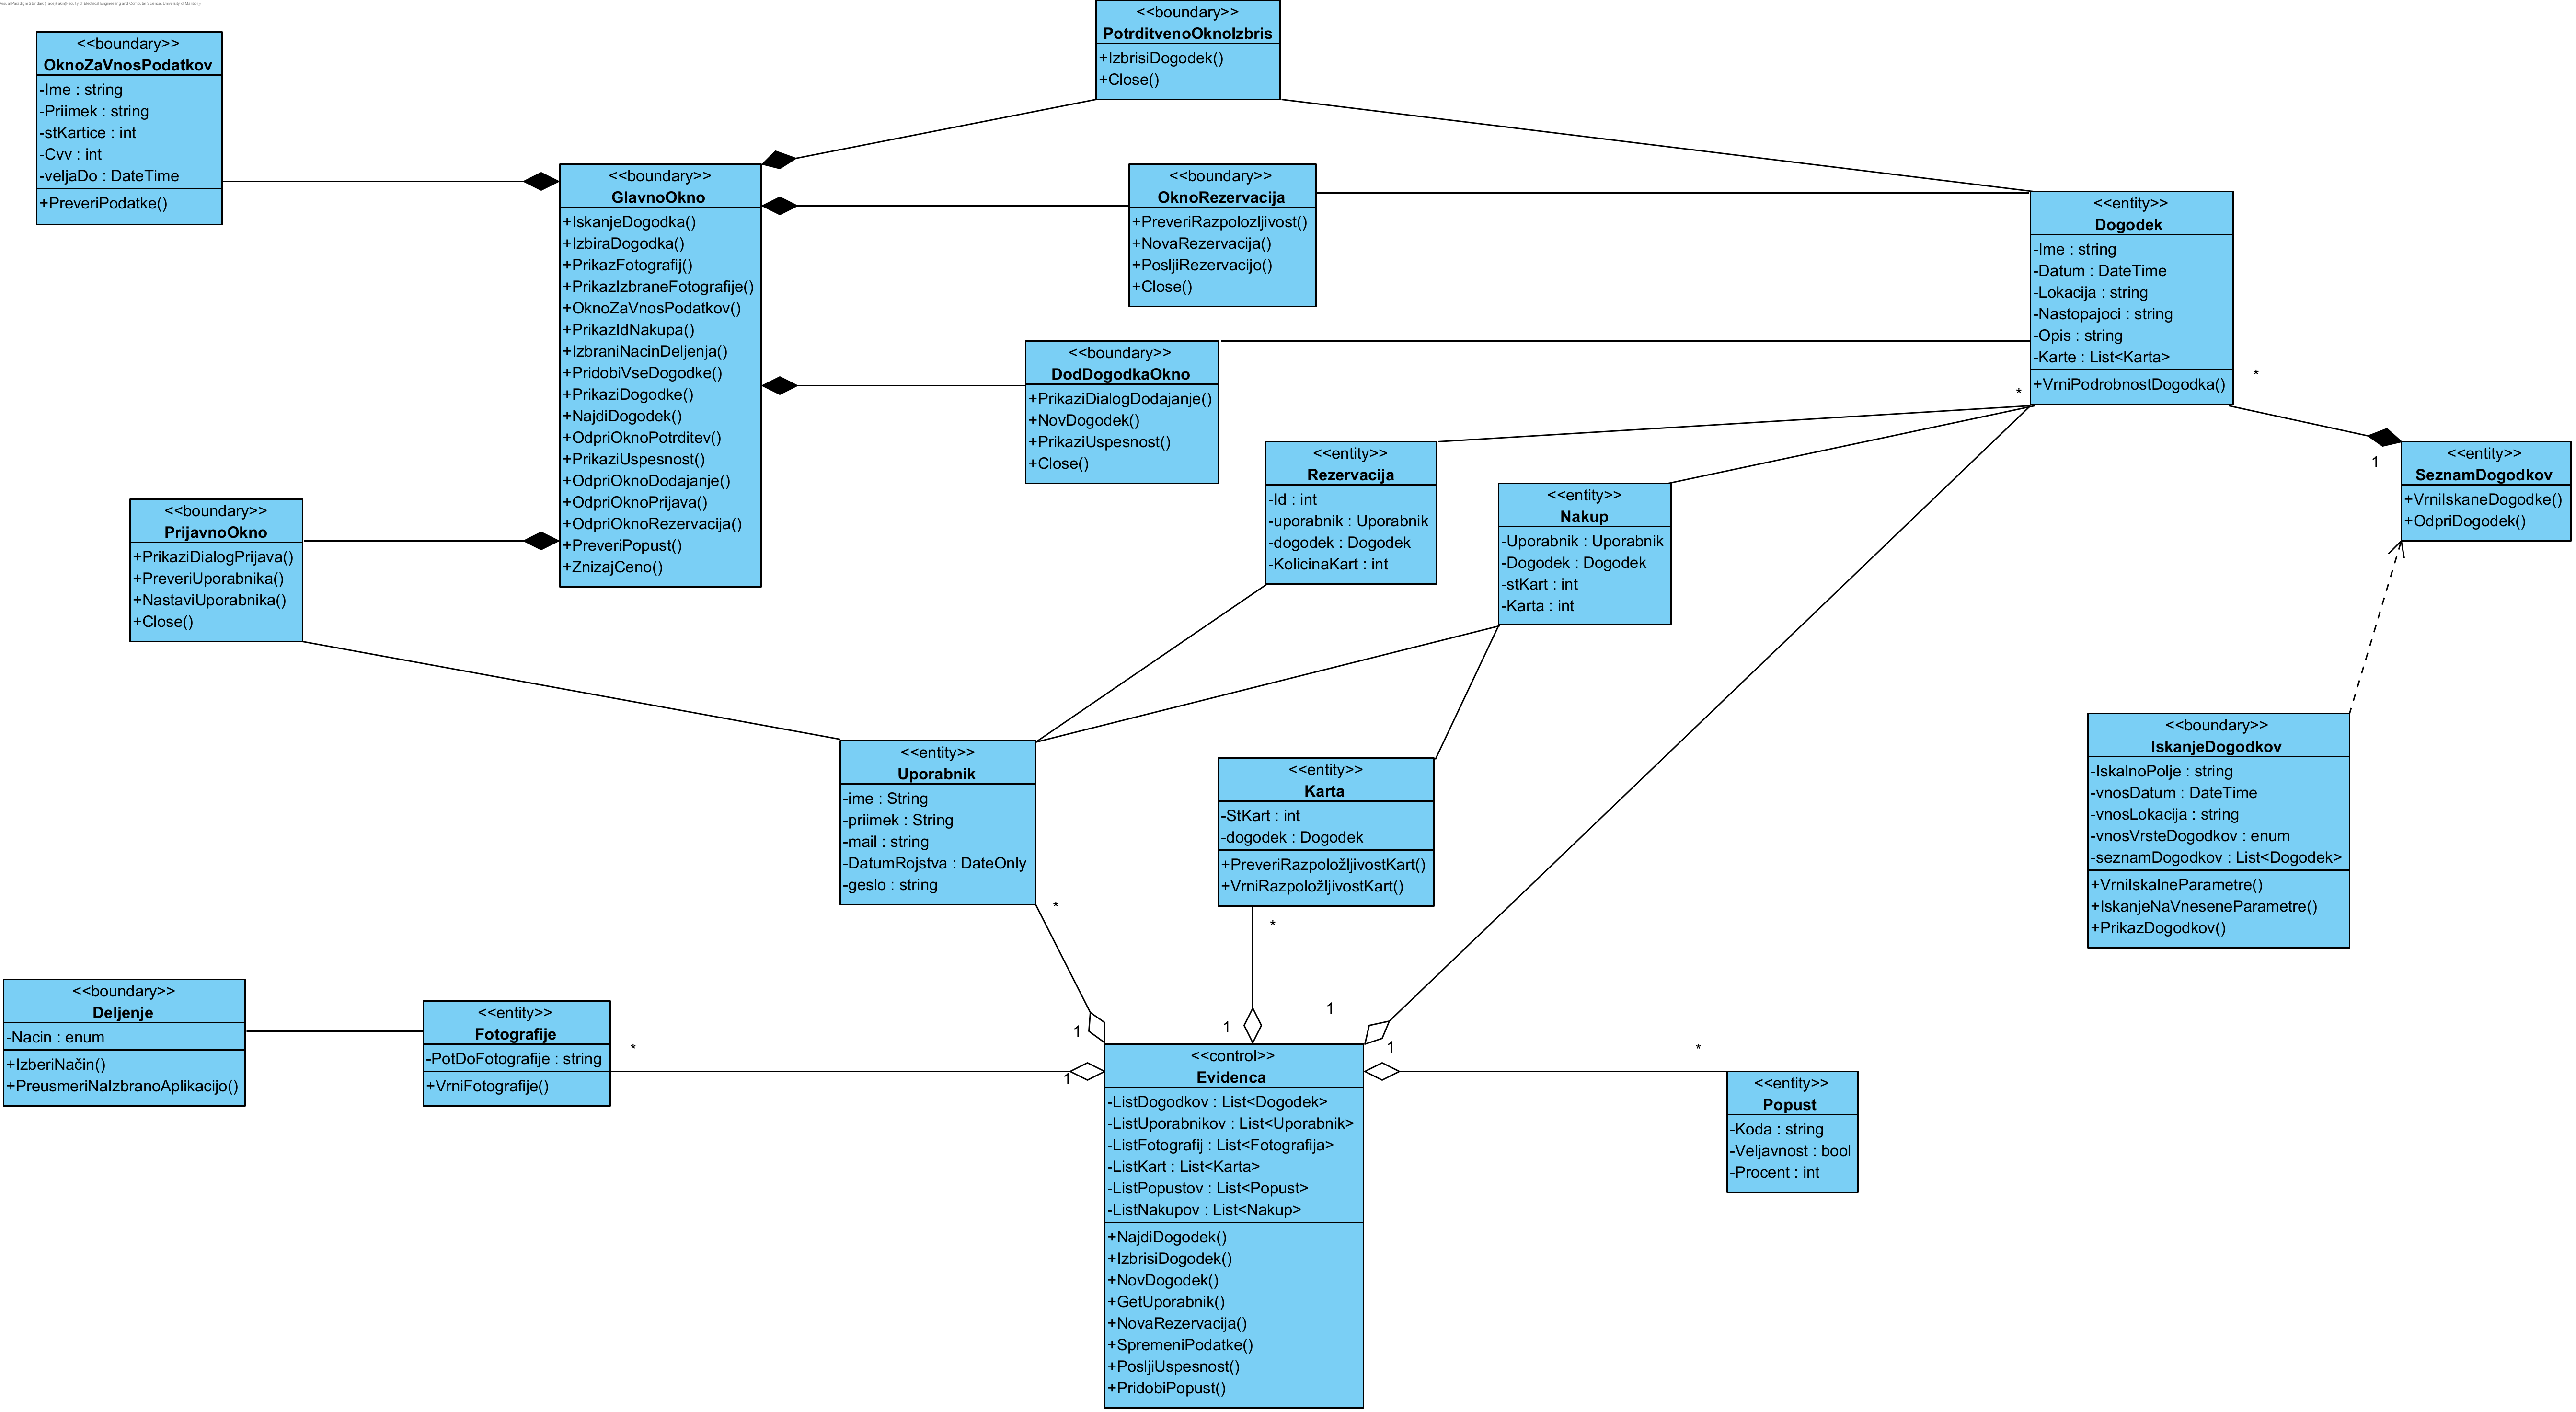 Visual Paradigm Standard(Tads(Faletič(Faculty of Electrical Engineering and Computer Science, University of Maribor))
<<boundary>>
OknoZaVnosPodatkov
-Ime : string
-Priimek : string
-stKartice : int
-Cvv : int
-veljaDo : DateTime
+PreveriPodatke()
<<boundary>>
PotrditvenoOknoIzbris
+IzbrisiDogodek()
+Close()
<<boundary>>
GlavnoOkno
+IskanjeDogodka()
+IzbiraDogodka()
+PrikazFotografij()
+PrikazIzbraneFotografije()
+OknoZaVnosPodatkov()
+PrikazIdNakupa()
+IzbraniNacinDeljenja()
+PridobiVseDogodke()
+PrikaziDogodke()
+NajdiDogodek()
+OdpriOknoPotrditev()
+PrikaziUspesnost()
+OdpriOknoDodajanje()
+OdpriOknoPrijava()
+OdpriOknoRezervacija()
+PreveriPopust()
+ZnizajCeno()
<<boundary>>
OknoRezervacija
+PreveriRazpolozljivost()
+NovaRezervacija()
+PosljiRezervacijo()
+Close()
<<entity>>
Dogodek
-Ime : string
-Datum : DateTime
-Lokacija : string
-Nastopajoci : string
-Opis : string
-Karte : List<Karta>
+VrniPodrobnostDogodka()
*
*
<<boundary>>
DodDogodkaOkno
+PrikaziDialogDodajanje()
+NovDogodek()
+PrikaziUspesnost()
+Close()
<<entity>>
Rezervacija
-Id : int
-uporabnik : Uporabnik
-dogodek : Dogodek
-KolicinaKart : int
<<entity>>
Nakup
-Uporabnik : Uporabnik
-Dogodek : Dogodek
-stKart : int
-Karta : int
1
<<entity>>
SeznamDogodkov
+VrniIskaneDogodke()
+OdpriDogodek()
<<boundary>>
PrijavnoOkno
+PrikaziDialogPrijava()
+PreveriUporabnika()
+NastaviUporabnika()
+Close()
<<entity>>
Uporabnik
-ime : String
-priimek : String
-mail : string
-DatumRojstva : DateOnly
-geslo : string
*
<<entity>>
Karta
-StKart : int
-dogodek : Dogodek
+PreveriRazpoložljivostKart()
+VrniRazpoložljivostKart()
*
<<boundary>>
IskanjeDogodkov
-IskalnoPolje : string
-vnosDatum : DateTime
-vnosLokacija : string
-vnosVrsteDogodkov : enum
-seznamDogodkov : List<Dogodek>
+VrniIskalneParametre()
+IskanjeNaVneseneParametre()
+PrikazDogodkov()
<<boundary>>
Deljenje
-Nacin : enum
+IzberiNačin()
+PreusmeriNaIzbranoAplikacijo()
<<entity>>
Fotografije
-PotDoFotografije : string
+VrniFotografije()
*
1
1
1
1
1
*
<<control>>
Evidenca
-ListDogodkov : List<Dogodek>
-ListUporabnikov : List<Uporabnik>
-ListFotografij : List<Fotografija>
-ListKart : List<Karta>
-ListPopustov : List<Popust>
-ListNakupov : List<Nakup>
+NajdiDogodek()
+IzbrisiDogodek()
+NovDogodek()
+GetUporabnik()
+NovaRezervacija()
+SpremeniPodatke()
+PosljiUspesnost()
+PridobiPopust()
<<entity>>
Popust
-Koda : string
-Veljavnost : bool
-Procent : int